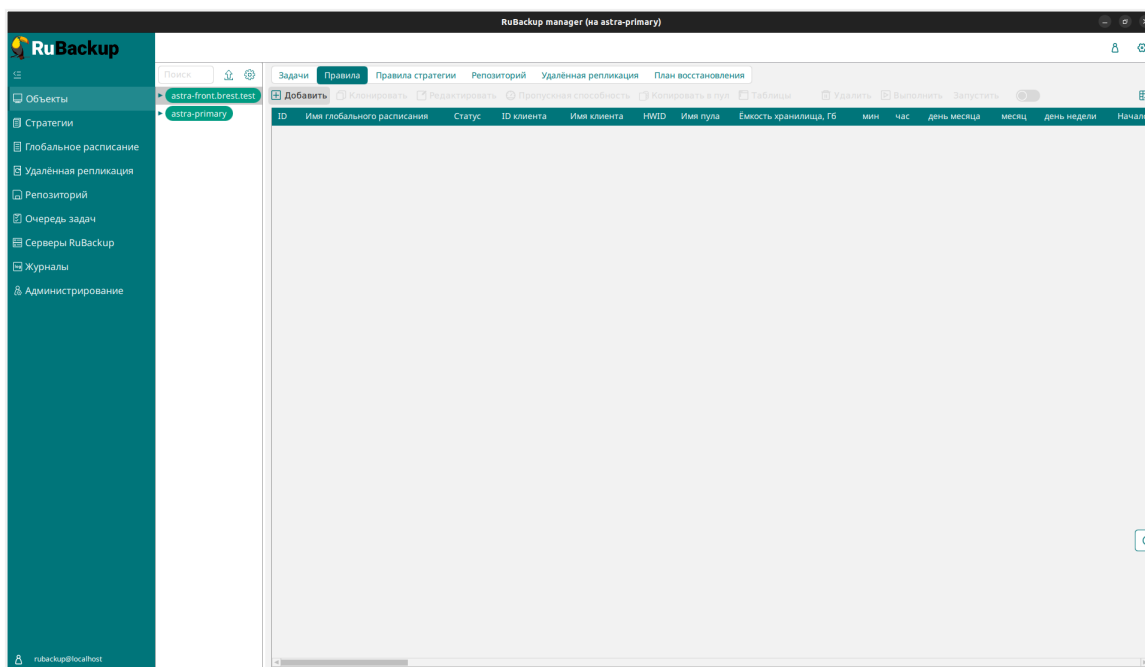 RuBackup manager (на astra-primary)
RuBackup
Объекты
Стратегии
Глобальное расписание
Удалённая репликация
Репозиторий
Очередь задач
Серверы RuBackup
Журналы
Администрирование
rubackup@localhost
Поиск
astra-front.brest.test
astra-primary
Задачи Правила Правила стратегии Репозиторий Удалённая репликация План восстановления
Добавить Клонировать Редактировать Пропускная способность Копировать в пул Таблицы Удалить Выполнить Запустить
ID Имя глобального расписания Статус ID клиента Имя клиента HWID Имя пула Ёмкость хранилища, Гб мин час день месяца месяц день недели Начал